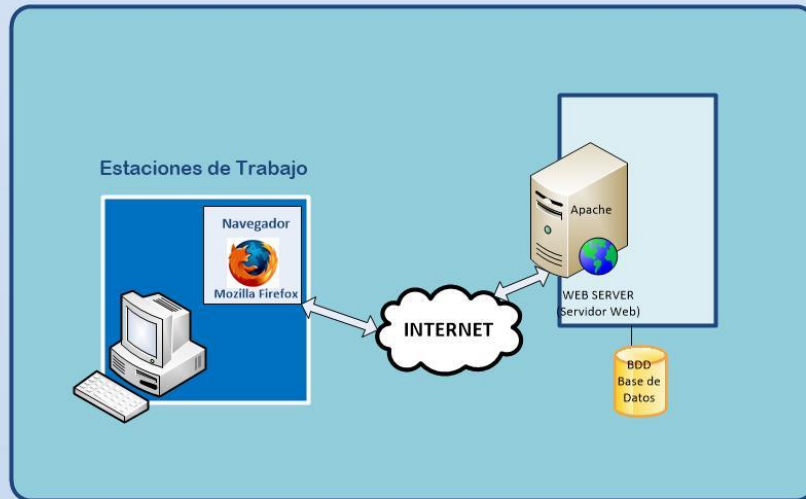 Estaciones de Trabajo
Navegador
Mozilla Firefox
INTERNET
Apache
WEB SERVER
(Servidor Web)
BDD
Base de
Datos